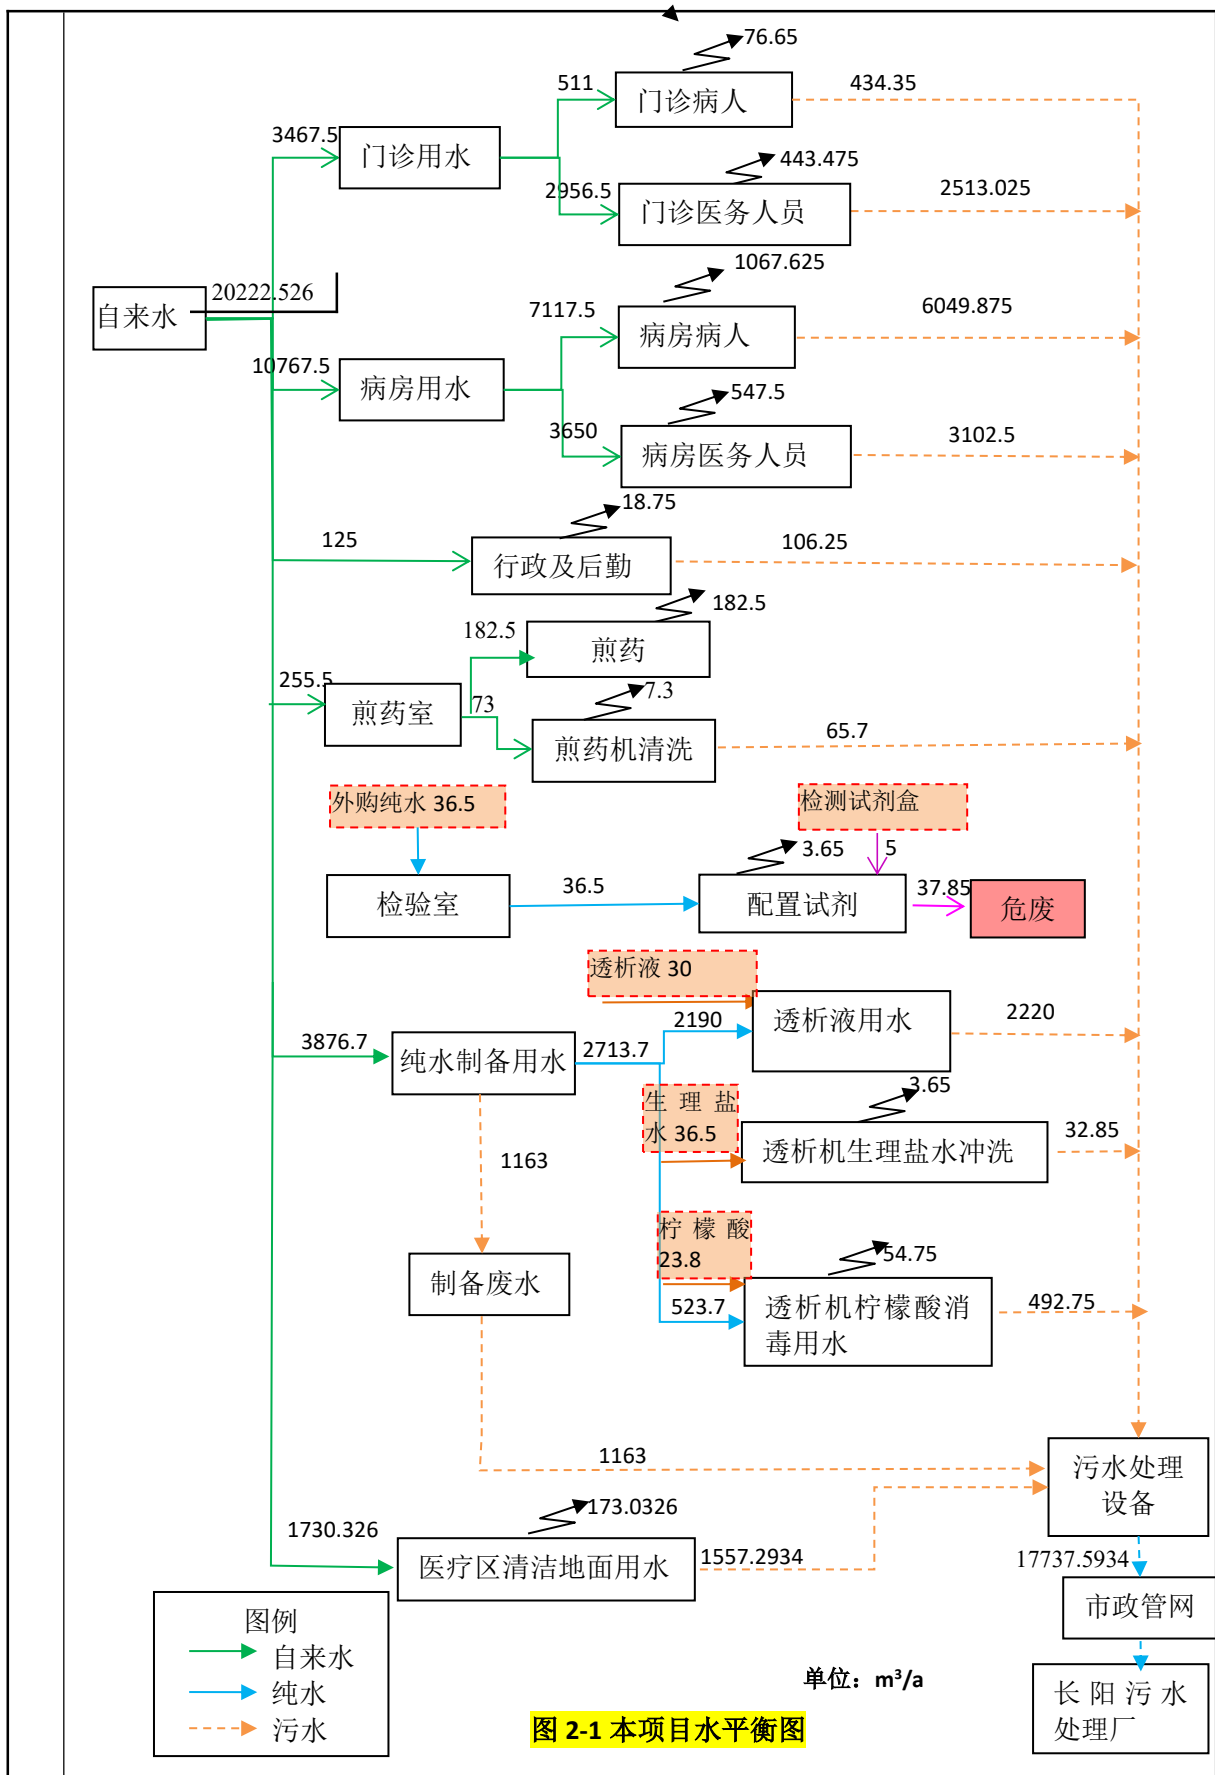 76.65
511
门诊病人
434.35
3467.5
门诊用水
443.475
2956.5
门诊医务人员
2513.025
1067.625
20222.526
自来水
7117.5
病房病人
6049.875
10767.5
病房用水
547.5
3650
病房医务人员
3102.5
18.75
125
行政及后勤
106.25
182.5
182.5
煎药
255.5
煎药室
73
7.3
煎药机清洗
65.7
外购纯水 36.5
检测试剂盒
3.65
5
检验室
36.5
配置试剂
37.85
危废
透析液 30
2190
透析液用水
2220
3876.7
纯水制备用水
2713.7
3.65
生理盐
水 36.5
透析机生理盐水冲洗
32.85
1163
柠檬酸
23.8
54.75
制备废水
523.7
透析机柠檬酸消
毒用水
492.75
1163
污水处理
设备
173.0326
1730.326
医疗区清洁地面用水
1557.2934
17737.5934
市政管网
图例
自来水
纯水
污水
单位：m³/a
长阳污水
处理厂
图 2-1 本项目水平衡图